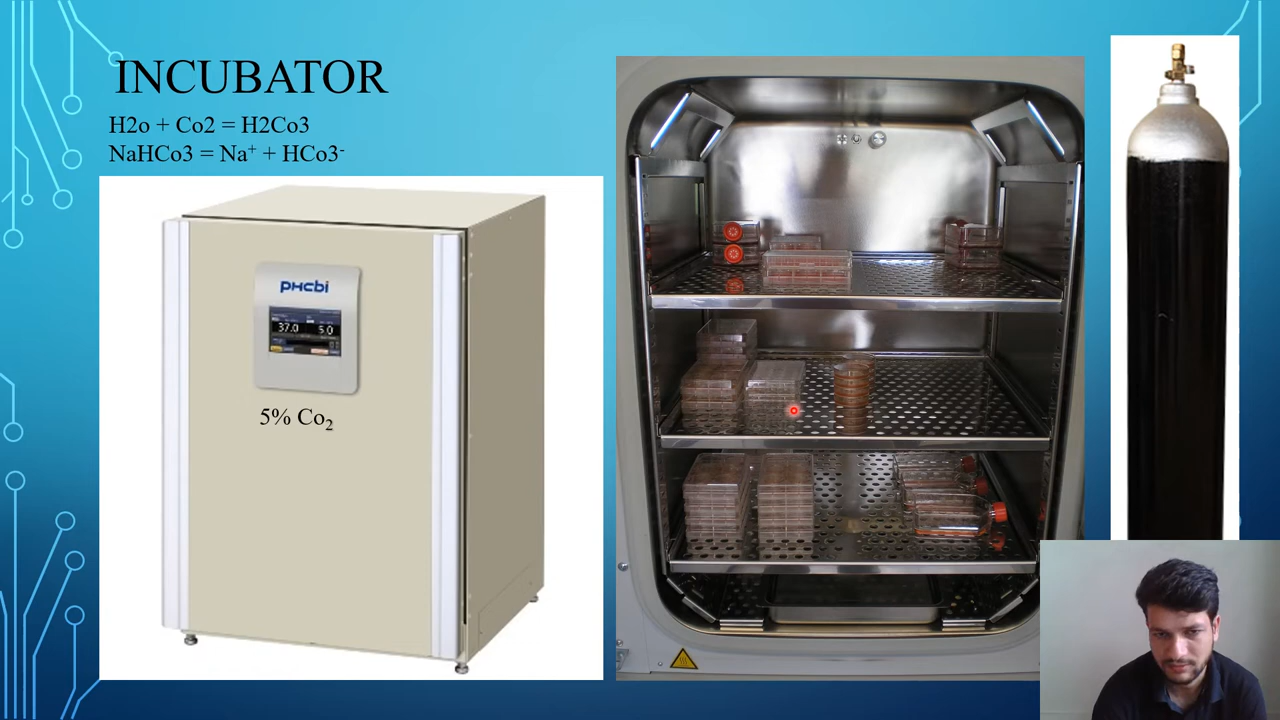 INCUBATOR
H2o + Co2 = H2Co3
NaHCo3 = Na⁺ + HCo3⁻
PHCbi
37.0 5.0
5% Co₂